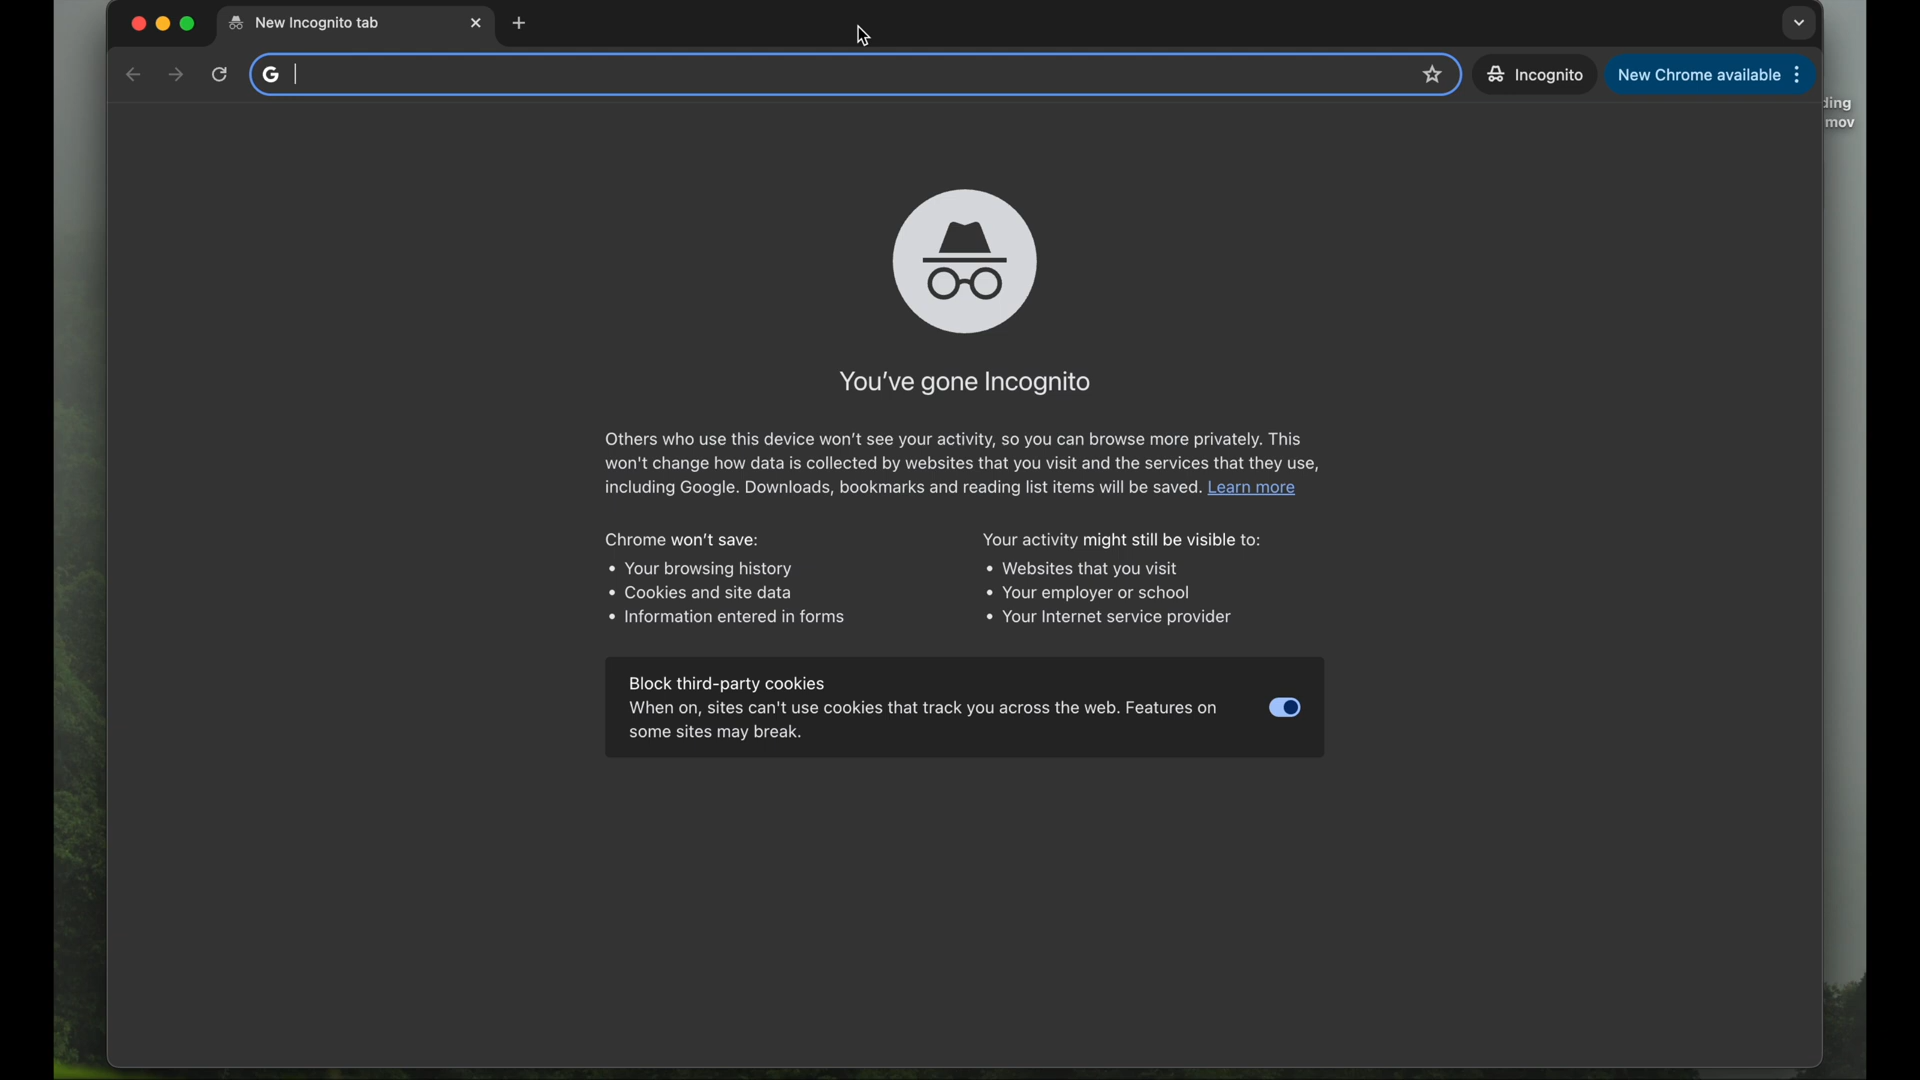 New Incognito tab
G
Incognito
New Chrome available
ding
mov
You've gone Incognito
Others who use this device won't see your activity, so you can browse more privately. This
won't change how data is collected by websites that you visit and the services that they use,
including Google. Downloads, bookmarks and reading list items will be saved. Learn more
Chrome won't save:
• Your browsing history
• Cookies and site data
• Information entered in forms
Your activity might still be visible to:
• Websites that you visit
• Your employer or school
• Your Internet service provider
Block third-party cookies
When on, sites can't use cookies that track you across the web. Features on
some sites may break.